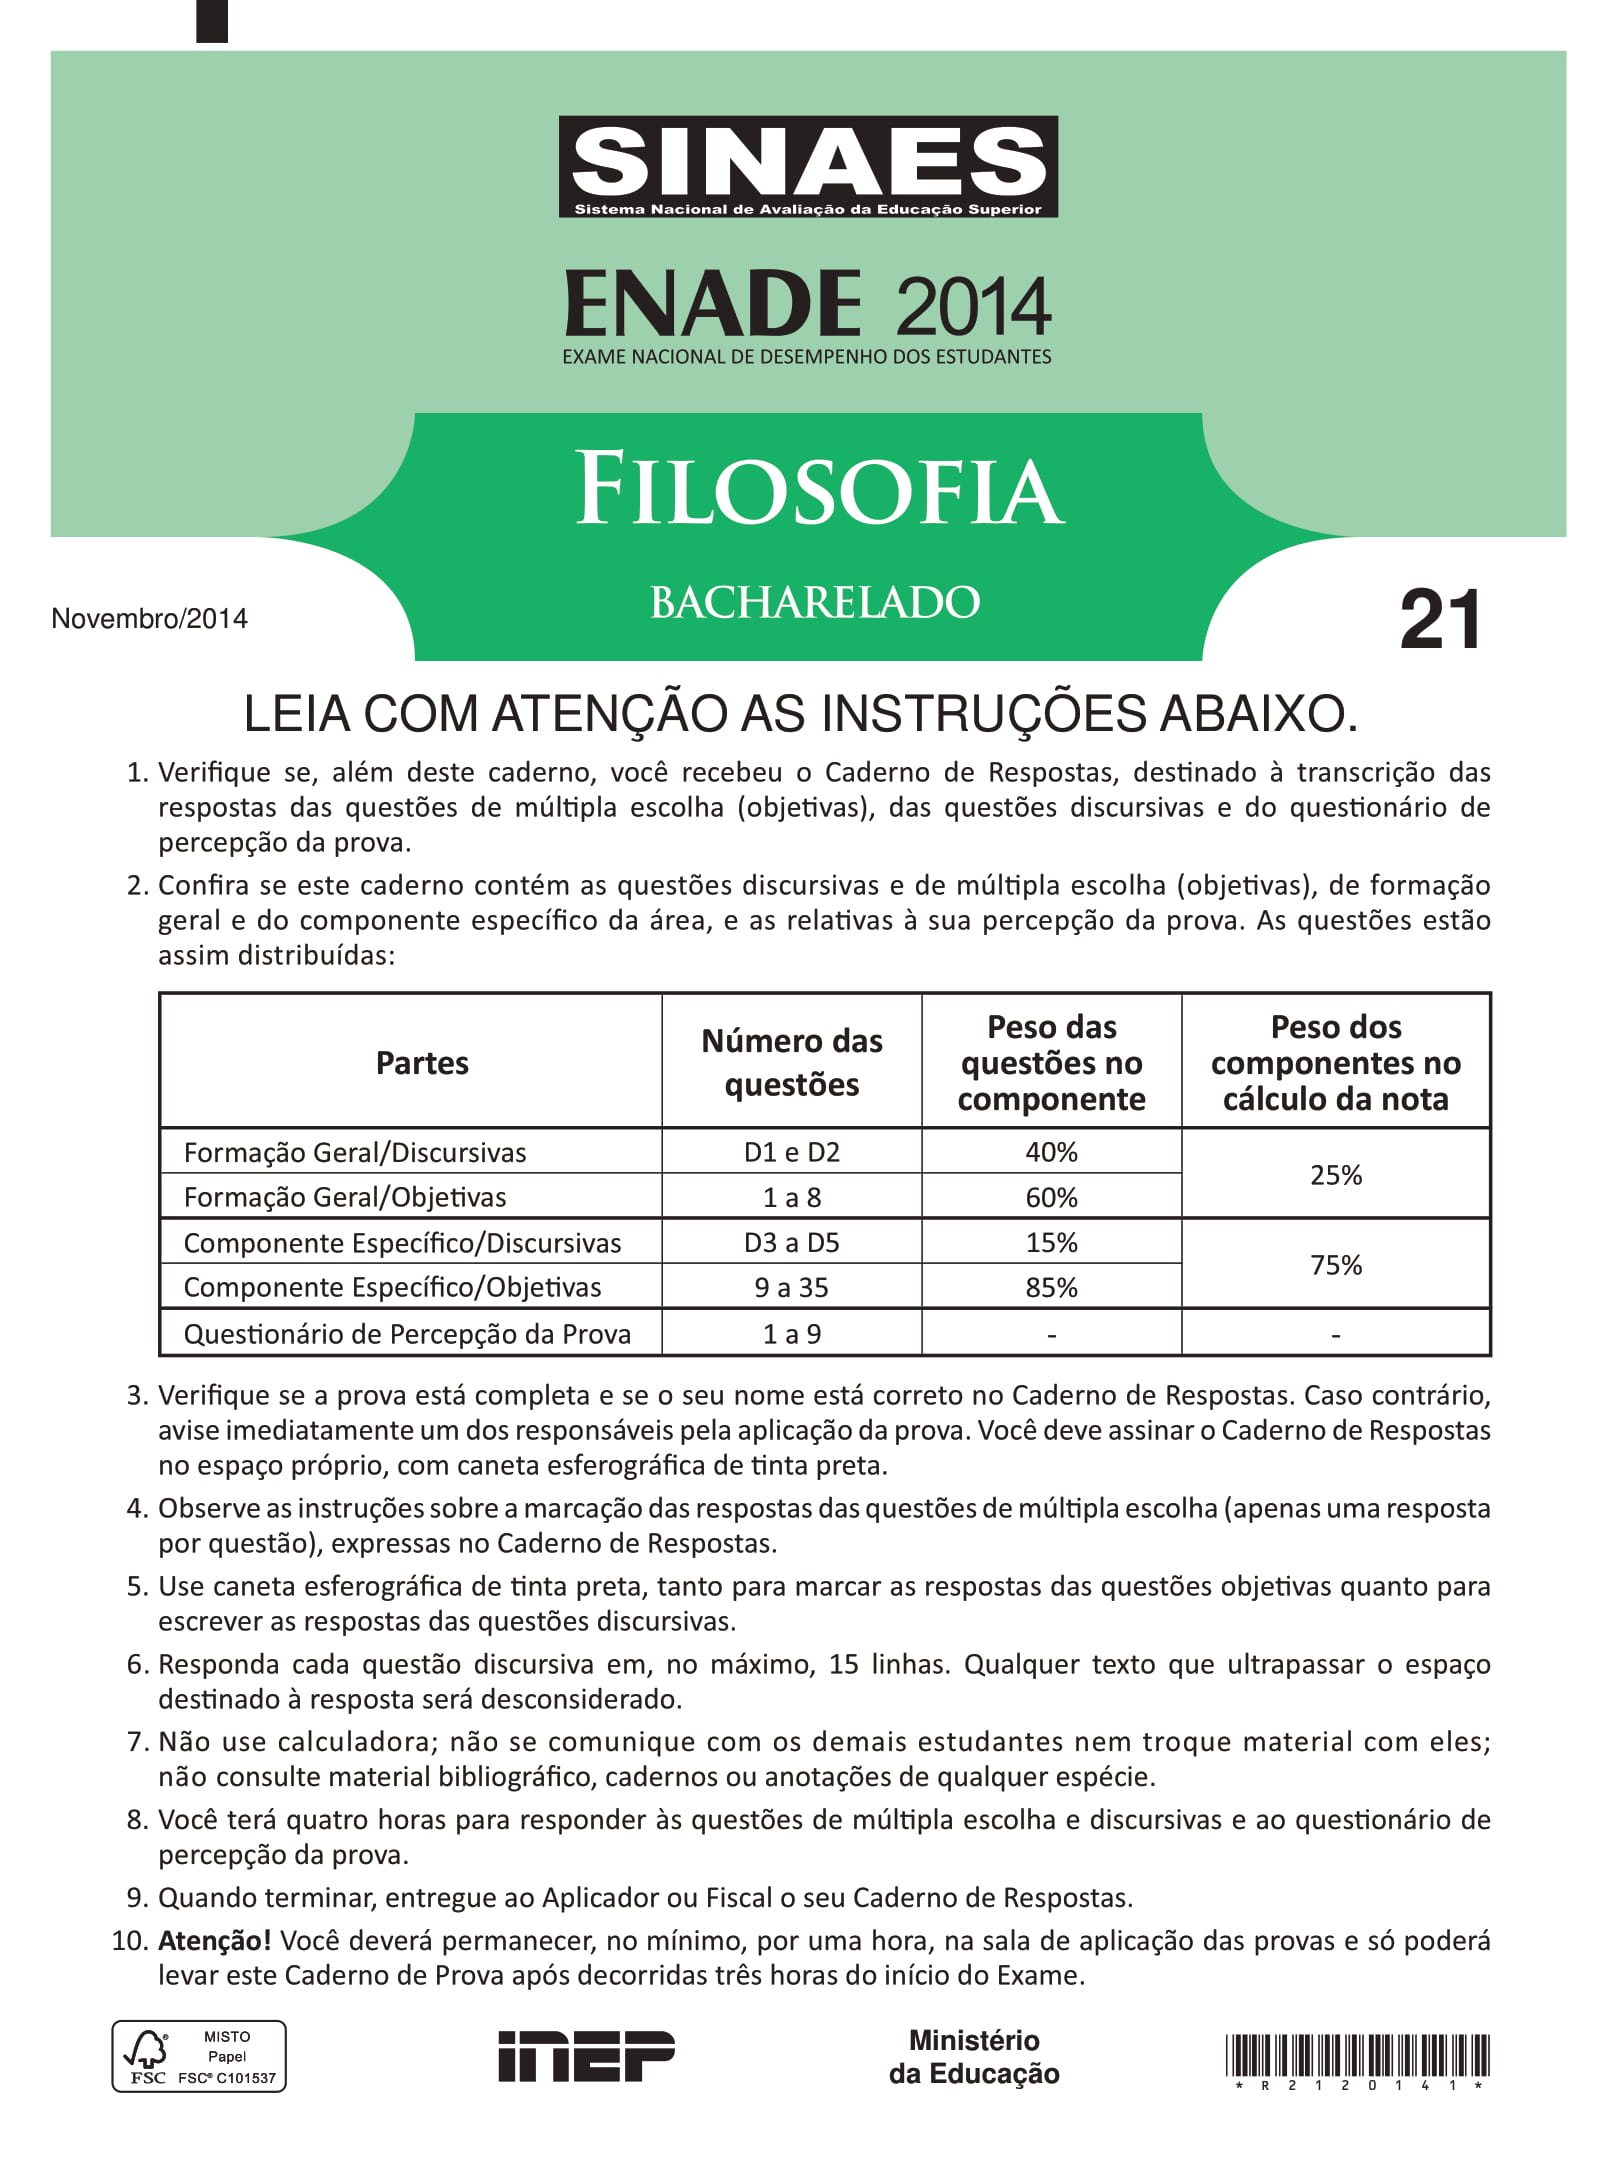 SINAES
Sistema Nacional de Avaliação da Educação Superior
ENADE 2014
EXAME NACIONAL DE DESEMPENHO DOS ESTUDANTES
FILOSOFIA
BACHARELADO
Novembro/2014
21
LEIA COM ATENÇÃO AS INSTRUÇÕES ABAIXO.
1. Verifique se, além deste caderno, você recebeu o Caderno de Respostas, destinado à transcrição das
respostas das questões de múltipla escolha (objetivas), das questões discursivas e do questionário de
percepção da prova.
2. Confira se este caderno contém as questões discursivas e de múltipla escolha (objetivas), de formação
geral e do componente específico da área, e as relativas à sua percepção da prova. As questões estão
assim distribuídas:
Partes
Número das
questões
Peso das
questões no
componente
Peso dos
componentes no
cálculo da nota
Formação Geral/Discursivas D1 e D2 40%
25%
Formação Geral/Objetivas 1 a 8 60%
Componente Específico/Discursivas D3 a D5 15%
75%
Componente Específico/Objetivas 9 a 35 85%
Questionário de Percepção da Prova 1 a 9 - -
3. Verifique se a prova está completa e se o seu nome está correto no Caderno de Respostas. Caso contrário,
avise imediatamente um dos responsáveis pela aplicação da prova. Você deve assinar o Caderno de Respostas
no espaço próprio, com caneta esferográfica de tinta preta.
4. Observe as instruções sobre a marcação das respostas das questões de múltipla escolha (apenas uma resposta
por questão), expressas no Caderno de Respostas.
5. Use caneta esferográfica de tinta preta, tanto para marcar as respostas das questões objetivas quanto para
escrever as respostas das questões discursivas.
6. Responda cada questão discursiva em, no máximo, 15 linhas. Qualquer texto que ultrapassar o espaço
destinado à resposta será desconsiderado.
7. Não use calculadora; não se comunique com os demais estudantes nem troque material com eles;
não consulte material bibliográfico, cadernos ou anotações de qualquer espécie.
8. Você terá quatro horas para responder às questões de múltipla escolha e discursivas e ao questionário de
percepção da prova.
9. Quando terminar, entregue ao Aplicador ou Fiscal o seu Caderno de Respostas.
10. Atenção! Você deverá permanecer, no mínimo, por uma hora, na sala de aplicação das provas e só poderá
levar este Caderno de Prova após decorridas três horas do início do Exame.
MISTO
Papel
FSC® C101537
FSC
INEP
Ministério
da Educação
*R2120141*